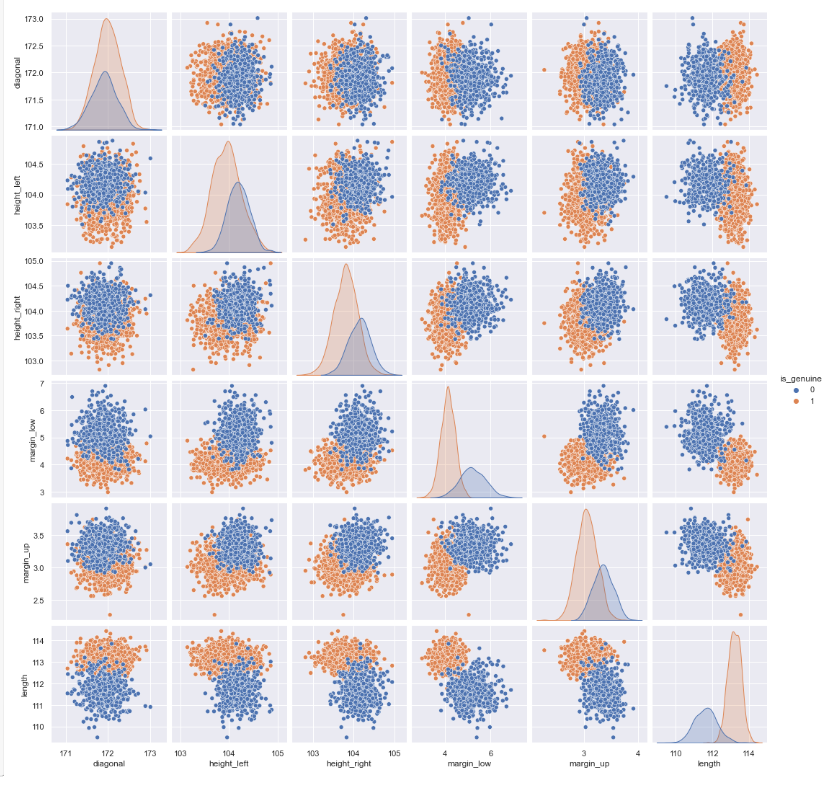 173.0
172.5
172.0
171.5
171.0
diagonal
104.5
104.0
103.5
height_left
105.0
104.5
104.0
103.5
103.0
height_right
7
6
5
4
3
margin_low
3.5
3.0
2.5
margin_up
114
113
112
111
110
length
171 172 173
diagonal
103 104 105
height_left
103 104 105
height_right
4 6
margin_low
3 4
margin_up
110 112 114
length
is_genuine
0
1